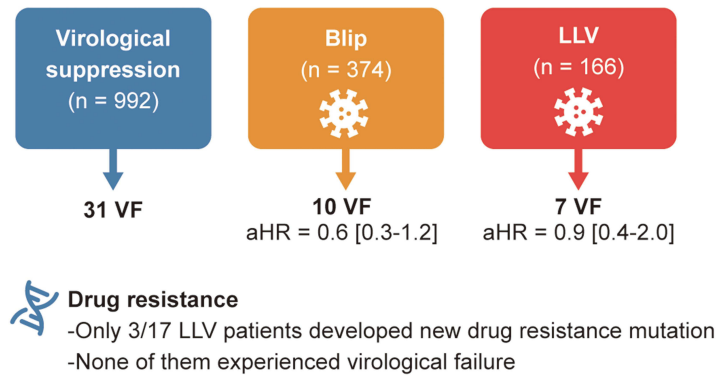 Virological
suppression
(n = 992)
Blip
(n = 374)
LLV
(n = 166)
31 VF
10 VF
aHR = 0.6 [0.3-1.2]
7 VF
aHR = 0.9 [0.4-2.0]
Drug resistance
-Only 3/17 LLV patients developed new drug resistance mutation
-None of them experienced virological failure